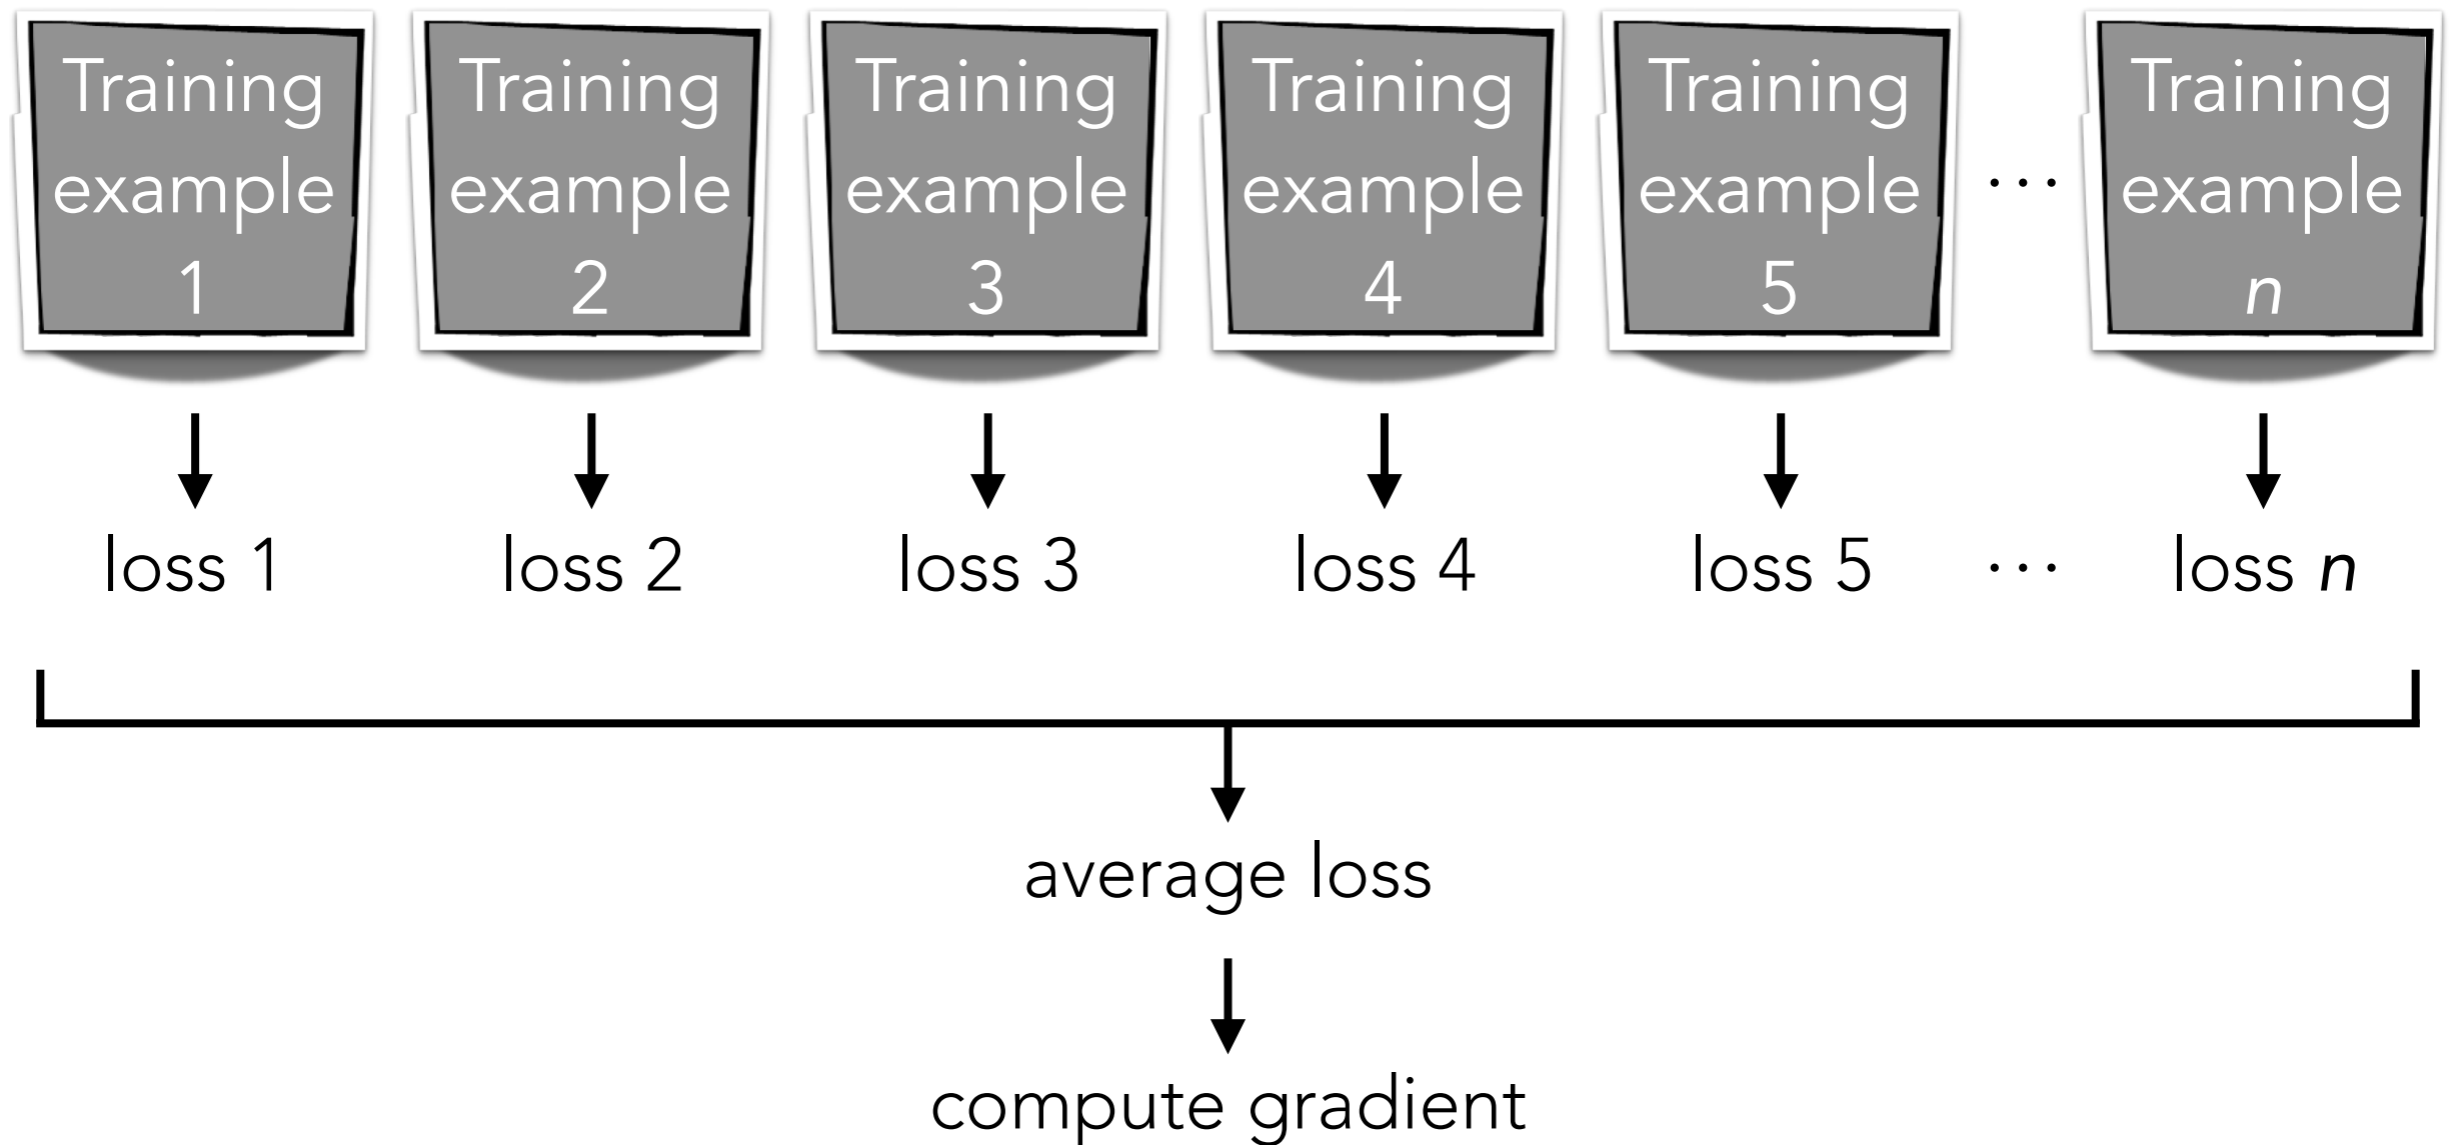 Training
example
1
Training
example
2
Training
example
3
Training
example
4
Training
example
5
...
Training
example
n
loss 1
loss 2
loss 3
loss 4
loss 5
...
loss n
average loss
compute gradient